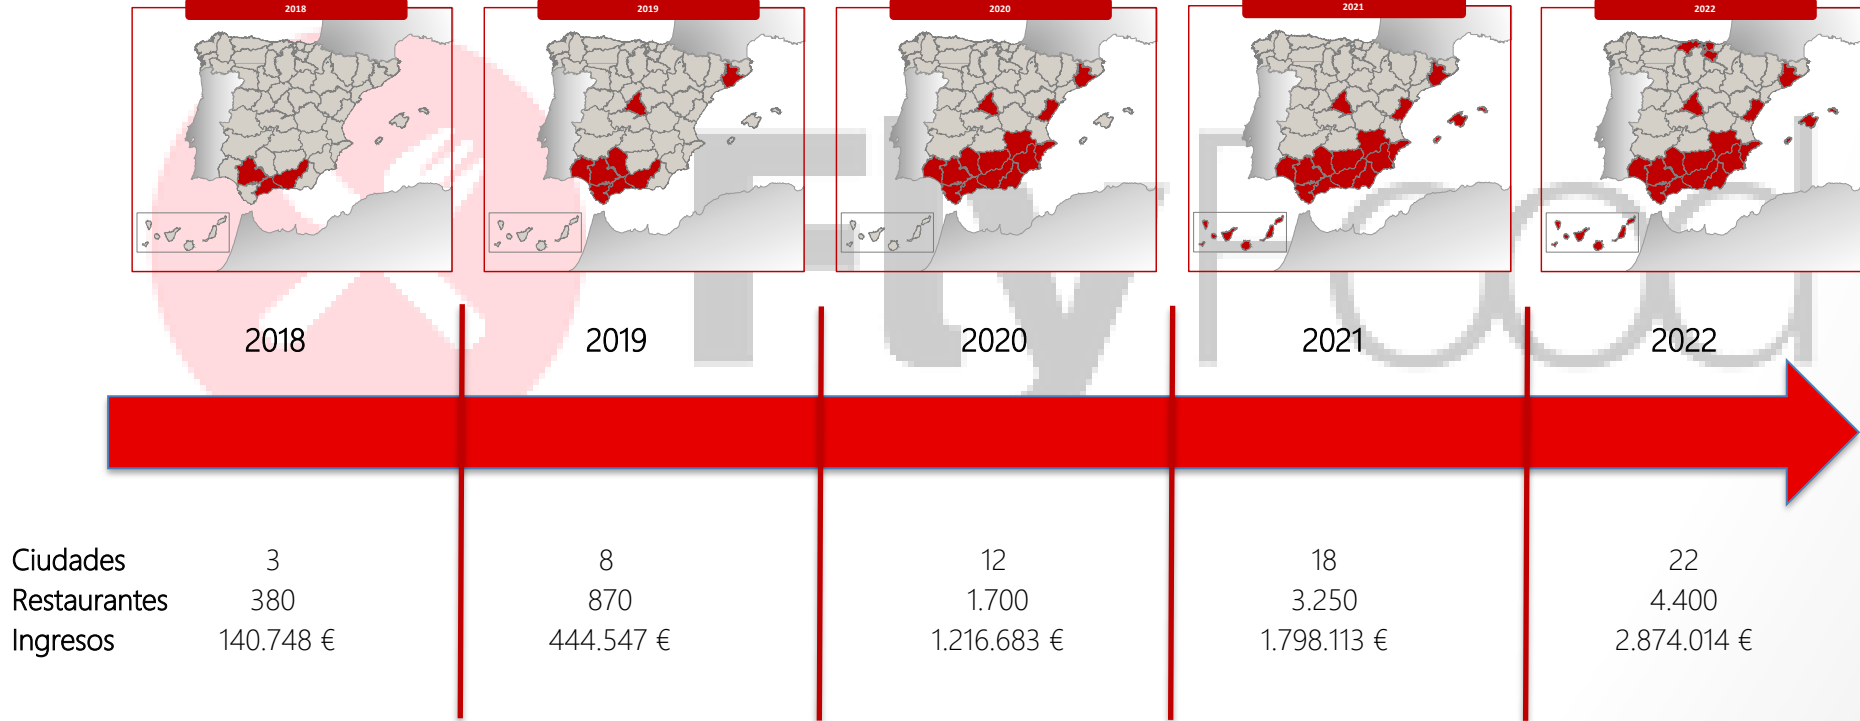 2018 2019 2020 2021 2022
FlyFood
2018 2019 2020 2021 2022
Ciudades 3 8 12 18 22
Restaurantes 380 870 1.700 3.250 4.400
Ingresos 140.748 € 444.547 € 1.216.683 € 1.798.113 € 2.874.014 €